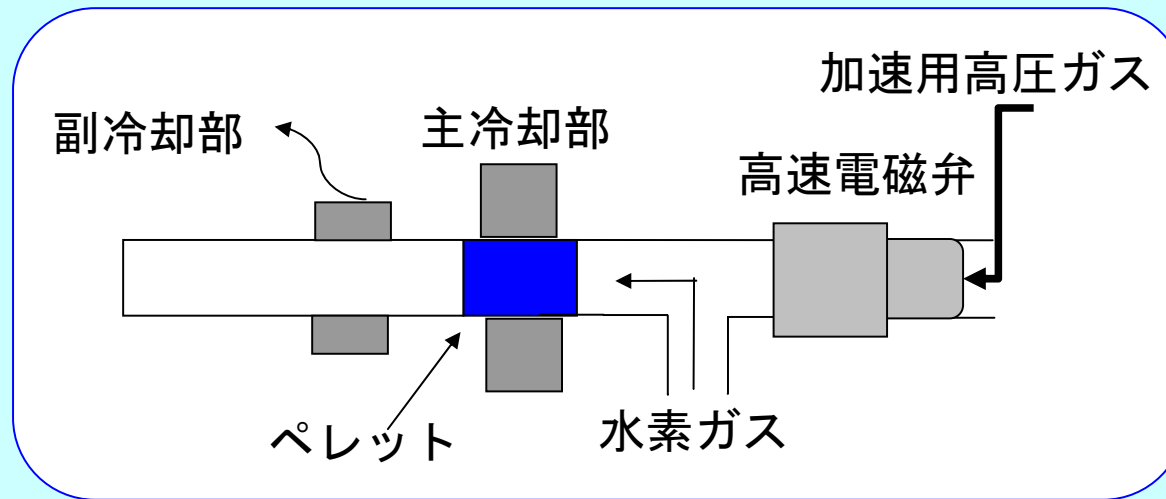 加速用高圧ガス
副冷却部
主冷却部
高速電磁弁
ペレット
水素ガス